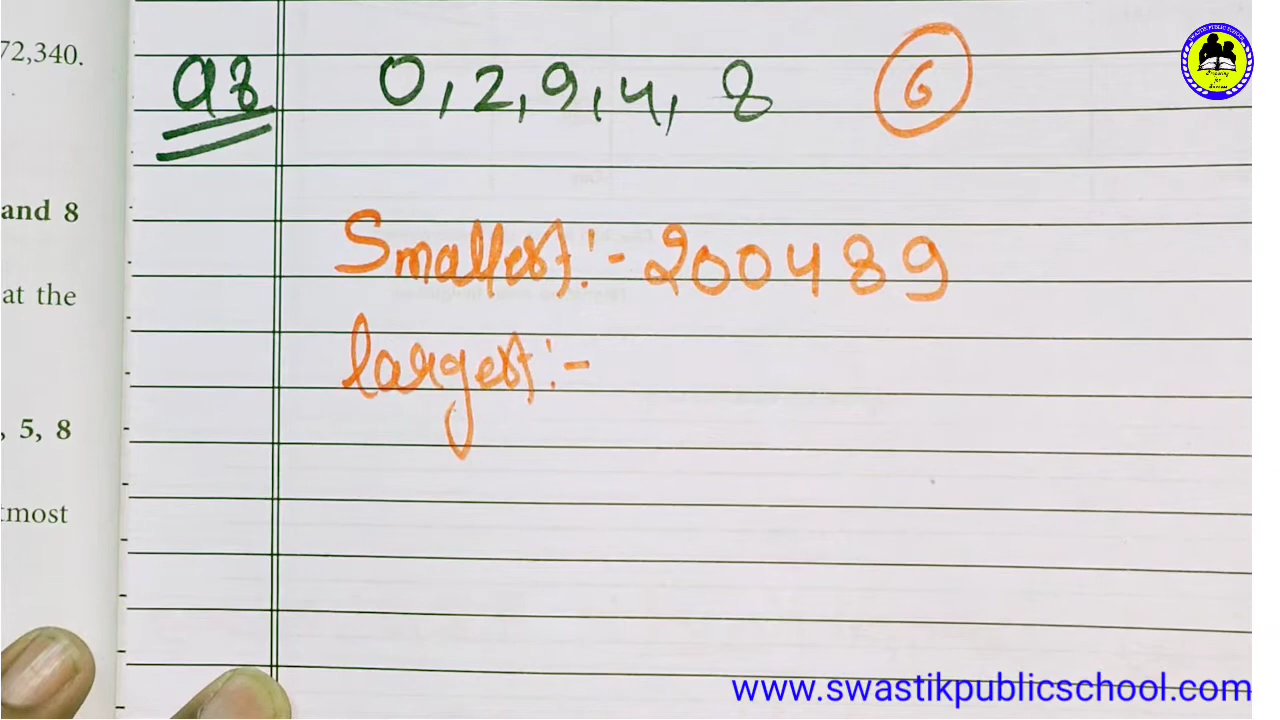 72,340.
Q8 0, 2, 9, 4, 8 6
and 8
Smallest:- 200489
at the
largest:-
, 5, 8
most
www.swastikpublicschool.com